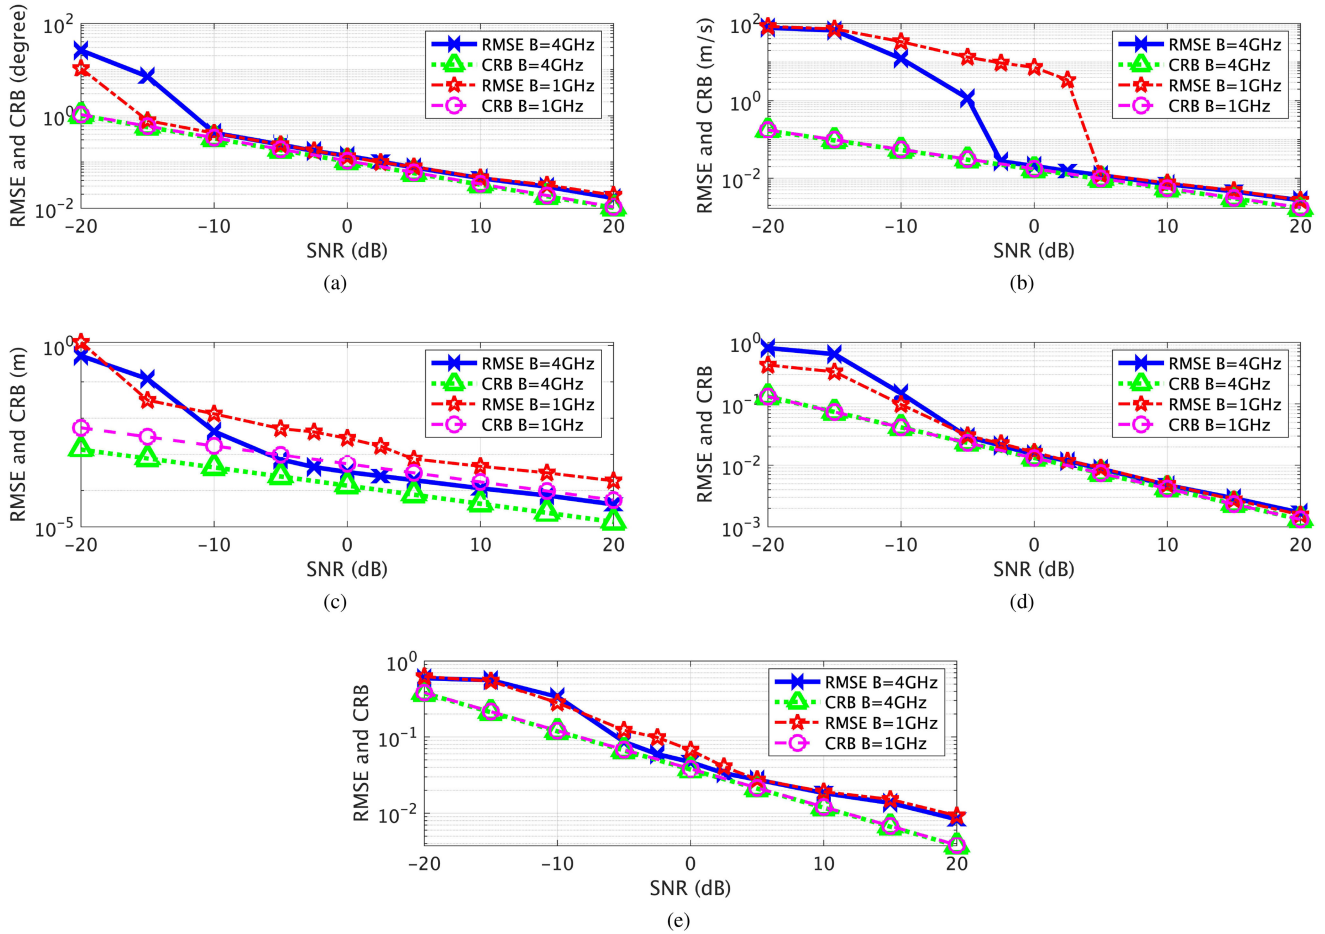 RMSE and CRB (degree)
10^2
10^0
10^-2
RMSE B=4GHz
CRB B=4GHz
RMSE B=1GHz
CRB B=1GHz
-20 -10 0 10 20
SNR (dB)
(a)
RMSE and CRB (m/s)
10^2
10^0
10^-2
RMSE B=4GHz
CRB B=4GHz
RMSE B=1GHz
CRB B=1GHz
-20 -10 0 10 20
SNR (dB)
(b)
RMSE and CRB (m)
10^0
10^-5
RMSE B=4GHz
CRB B=4GHz
RMSE B=1GHz
CRB B=1GHz
-20 -10 0 10 20
SNR (dB)
(c)
RMSE and CRB
10^0
10^-1
10^-2
10^-3
RMSE B=4GHz
CRB B=4GHz
RMSE B=1GHz
CRB B=1GHz
-20 -10 0 10 20
SNR (dB)
(d)
RMSE and CRB
10^0
10^-1
10^-2
RMSE B=4GHz
CRB B=4GHz
RMSE B=1GHz
CRB B=1GHz
-20 -10 0 10 20
SNR (dB)
(e)